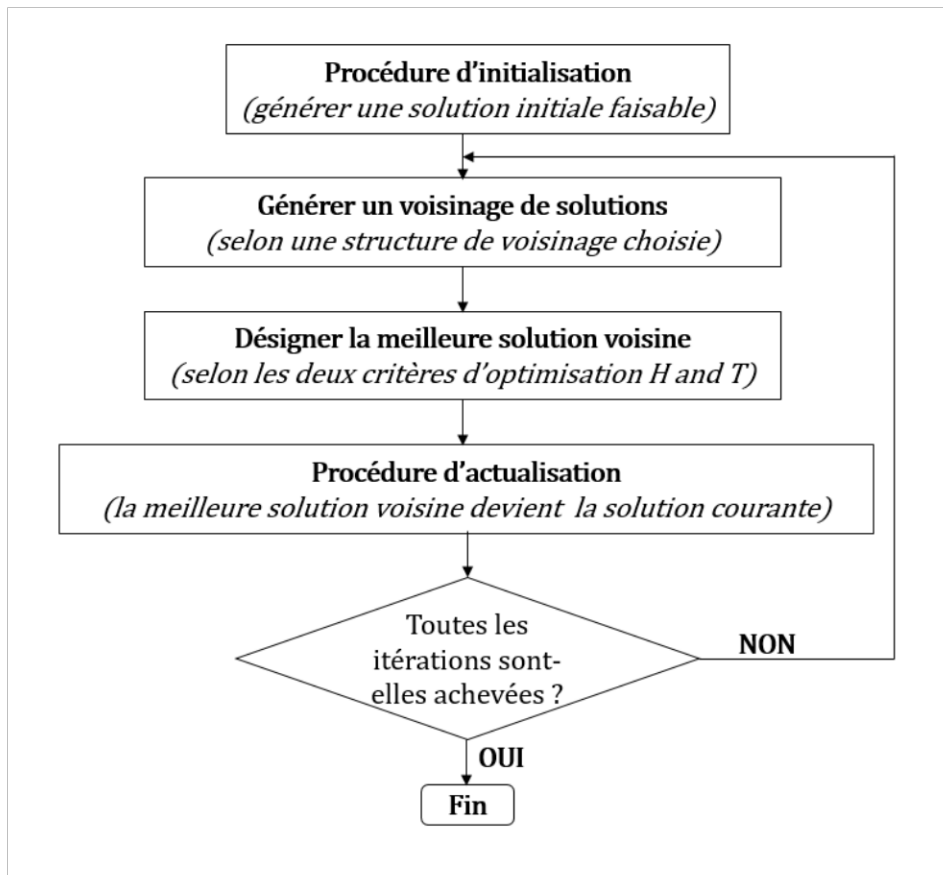 Procédure d'initialisation
(générer une solution initiale faisable)
Générer un voisinage de solutions
(selon une structure de voisinage choisie)
Désigner la meilleure solution voisine
(selon les deux critères d'optimisation H and T)
Procédure d'actualisation
(la meilleure solution voisine devient la solution courante)
Toutes les
itérations sont-
elles achevées ?
NON
OUI
Fin